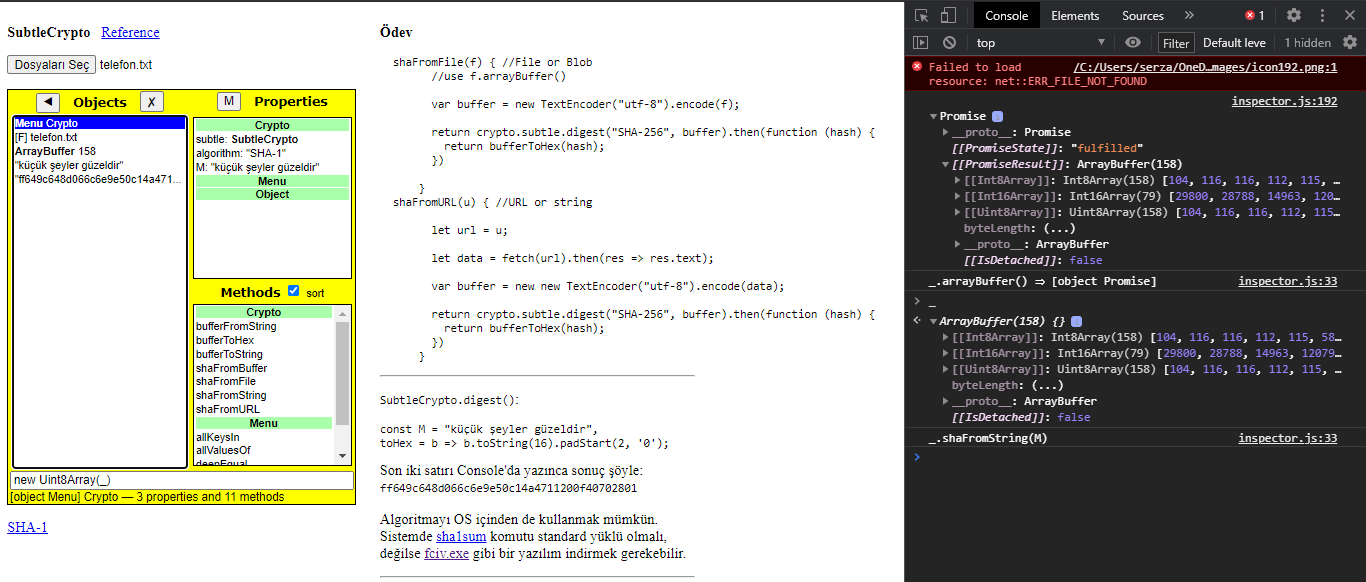 SubtleCrypto Reference
Dosyaları Seç telefon.txt
◄ Objects X
Menu Crypto
[F] telefon.txt
ArrayBuffer 158
"küçük şeyler güzeldir"
"ff649c648d066c6e9e50c14a471...
M Properties
Crypto
subtle: SubtleCrypto
algorithm: "SHA-1"
M: "küçük şeyler güzeldir"
Menu
Object
Methods sort
Crypto
bufferFromString
bufferToHex
bufferToString
shaFromBuffer
shaFromFile
shaFromString
shaFromURL
Menu
allKeysIn
allValuesOf
deepEqual
new Uint8Array(_)
[object Menu] Crypto — 3 properties and 11 methods
SHA-1
Ödev
shaFromFile(f) { //File or Blob
//use f.arrayBuffer()
var buffer = new TextEncoder("utf-8").encode(f);
return crypto.subtle.digest("SHA-256", buffer).then(function (hash) {
return bufferToHex(hash);
})
}
shaFromURL(u) { //URL or string
let url = u;
let data = fetch(url).then(res => res.text);
var buffer = new new TextEncoder("utf-8").encode(data);
return crypto.subtle.digest("SHA-256", buffer).then(function (hash) {
return bufferToHex(hash);
})
}
SubtleCrypto.digest():
const M = "küçük şeyler güzeldir",
toHex = b => b.toString(16).padStart(2, '0');
Son iki satırı Console'da yazınca sonuç şöyle:
ff649c648d066c6e9e50c14a4711200f40702801
Algoritmayı OS içinden de kullanmak mümkün.
Sistemde sha1sum komutu standard yüklü olmalı,
değilse fciv.exe gibi bir yazılım indirmek gerekebilir.
Console Elements Sources » 1
top Filter Default leve 1 hidden
Failed to load /C:/Users/serza/OneD…mages/icon192.png:1
resource: net::ERR_FILE_NOT_FOUND
inspector.js:192
Promise i
__proto__: Promise
[[PromiseState]]: "fulfilled"
[[PromiseResult]]: ArrayBuffer(158)
[[Int8Array]]: Int8Array(158) [104, 116, 116, 112, 115, …
[[Int16Array]]: Int16Array(79) [29800, 28788, 14963, 120…
[[Uint8Array]]: Uint8Array(158) [104, 116, 116, 112, 115…
byteLength: (...)
__proto__: ArrayBuffer
[[IsDetached]]: false
_.arrayBuffer() ⇒ [object Promise] inspector.js:33
> _
ArrayBuffer(158) {} i
[[Int8Array]]: Int8Array(158) [104, 116, 116, 112, 115, 58…
[[Int16Array]]: Int16Array(79) [29800, 28788, 14963, 12079…
[[Uint8Array]]: Uint8Array(158) [104, 116, 116, 112, 115, …
byteLength: (...)
__proto__: ArrayBuffer
[[IsDetached]]: false
_.shaFromString(M) inspector.js:33
>